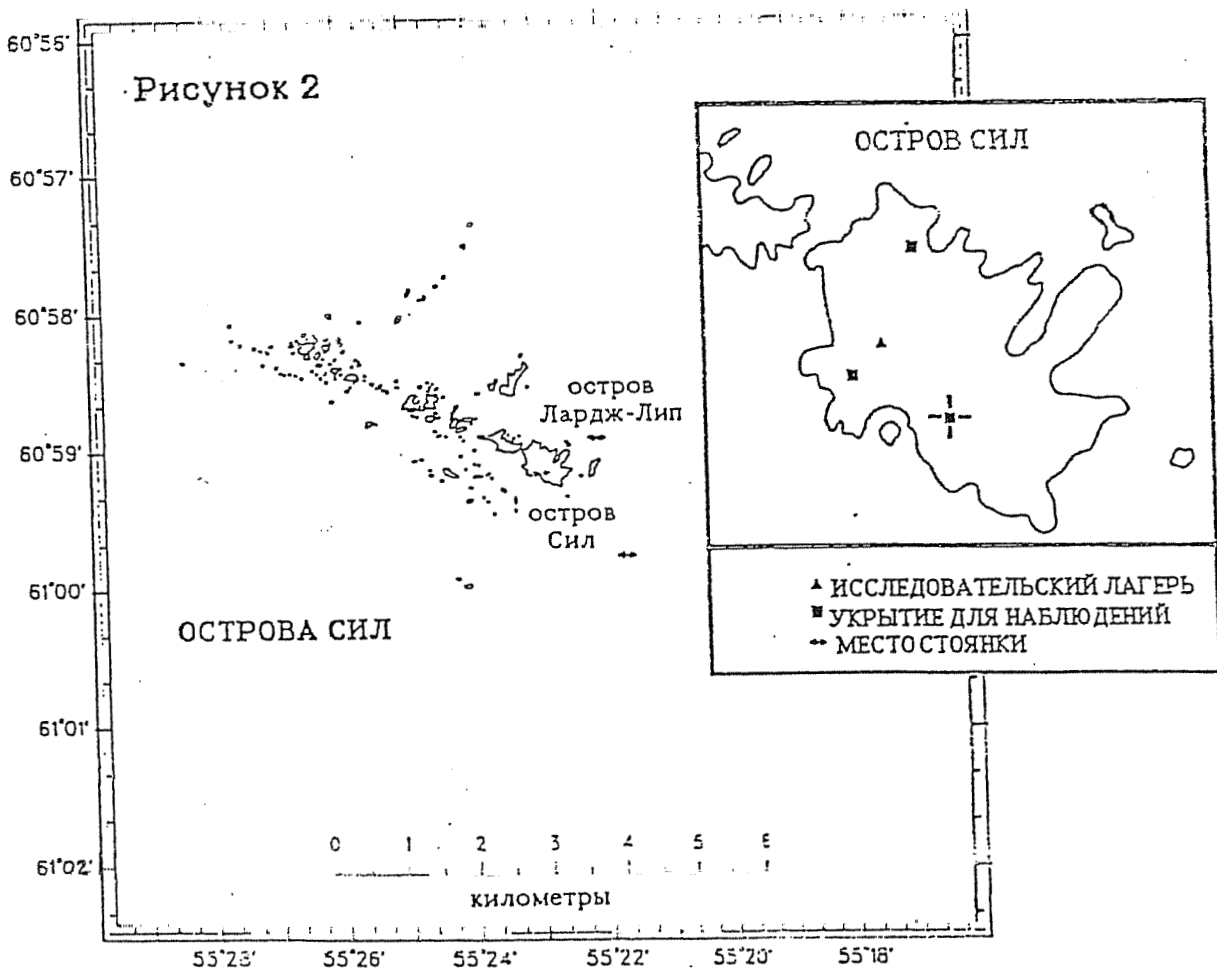 60°55'
Рисунок 2
ОСТРОВ СИЛ
60°57'
60°58'
остров
Лардж-Лип
60°59'
остров
Сил
61°00'
ОСТРОВА СИЛ
ИССЛЕДОВАТЕЛЬСКИЙ ЛАГЕРЬ
УКРЫТИЕ ДЛЯ НАБЛЮДЕНИЙ
МЕСТО СТОЯНКИ
61°01'
0 1 2 3 4 5 6
61°02'
километры
55°28' 55°26' 55°24' 55°22' 55°20' 55°18'